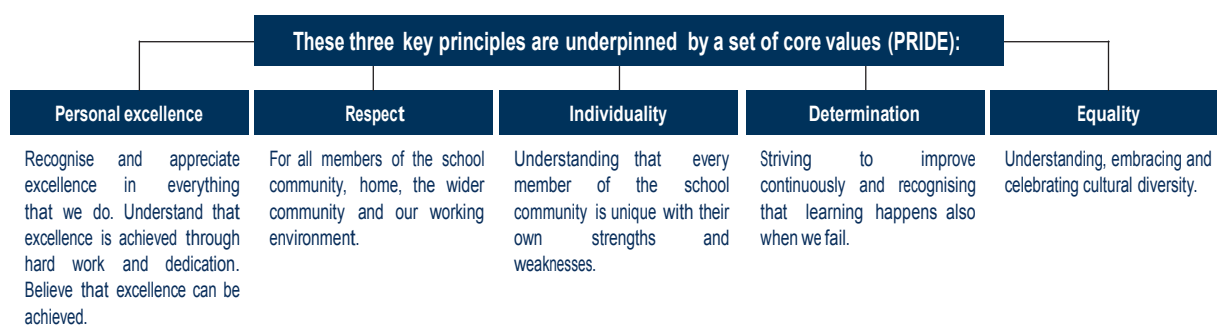 These three key principles are underpinned by a set of core values (PRIDE):
Personal excellence
Recognise and appreciate
excellence in everything
that we do. Understand that
excellence is achieved through
hard work and dedication.
Believe that excellence can be
achieved.
Respect
For all members of the school
community, home, the wider
community and our working
environment.
Individuality
Understanding that every
member of the school
community is unique with their
own strengths and
weaknesses.
Determination
Striving to improve
continuously and recognising
that learning happens also
when we fail.
Equality
Understanding, embracing and
celebrating cultural diversity.